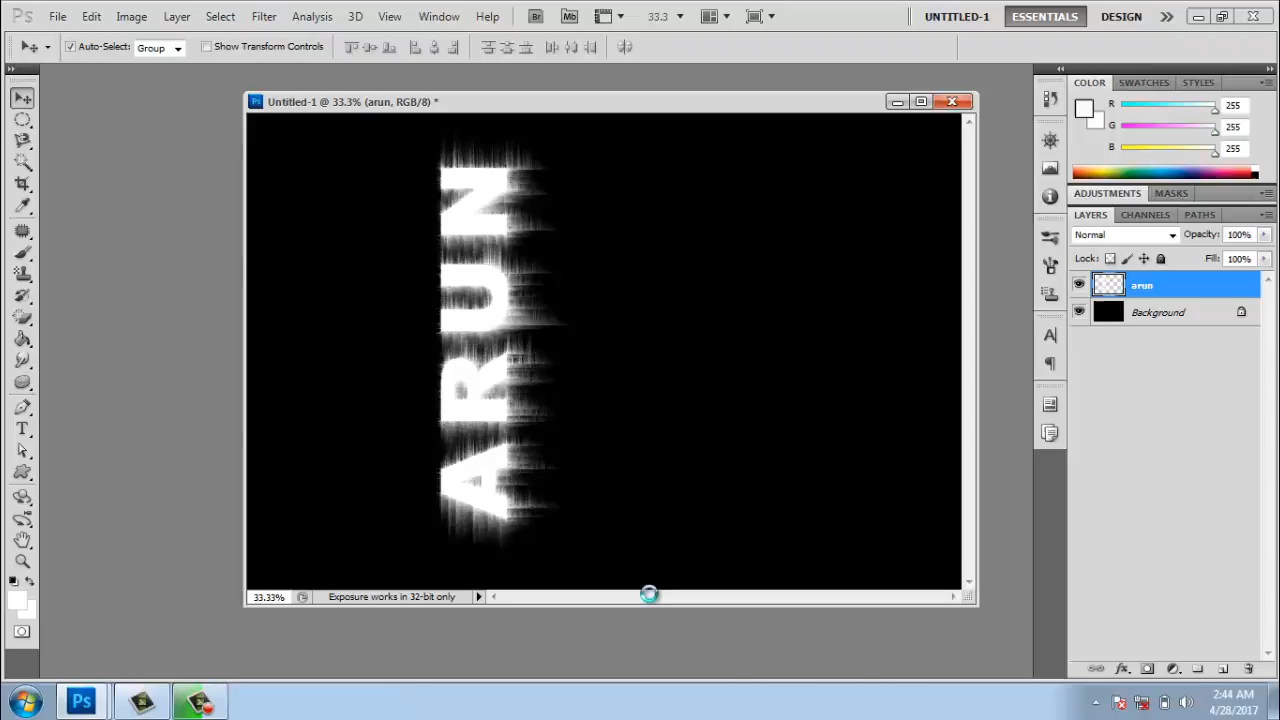 Ps File Edit Image Layer Select Filter Analysis 3D View Window Help Br Mb 33.3 UNTITLED-1 ESSENTIALS DESIGN
Auto-Select: Group Show Transform Controls
Untitled-1 @ 33.3% (arun, RGB/8) *
ARUN
33.33% Exposure works in 32-bit only
COLOR SWATCHES STYLES
R 255
G 255
B 255
ADJUSTMENTS MASKS
LAYERS CHANNELS PATHS
Normal Opacity: 100%
Lock: Fill: 100%
arun
Background
Ps
2:44 AM
4/28/2017